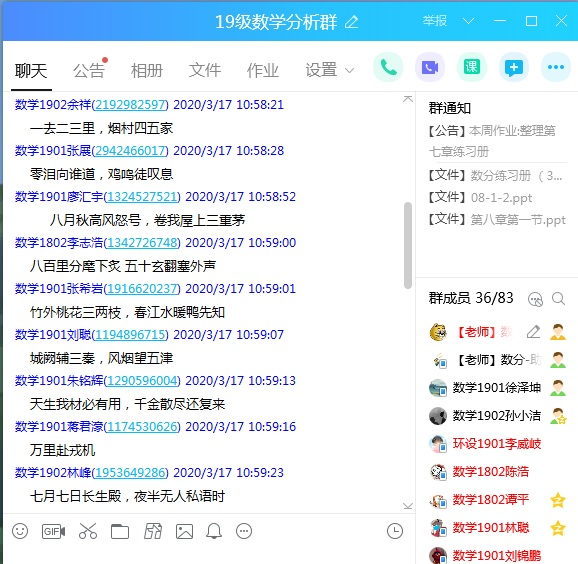 19级数学分析群
举报
聊天 公告 相册 文件 作业 设置
课
数学1902余祥(2192982597) 2020/3/17 10:58:21
一去二三里，烟村四五家
数学1901张展(2942466017) 2020/3/17 10:58:28
零泪向谁道，鸡鸣徒叹息
数学1901廖汇宇(1324527521) 2020/3/17 10:58:52
八月秋高风怒号，卷我屋上三重茅
数学1802李志浩(1342726748) 2020/3/17 10:59:00
八百里分麾下炙 五十玄翻塞外声
数学1901张希岩(1916620237) 2020/3/17 10:59:01
竹外桃花三两枝，春江水暖鸭先知
数学1901刘聪(1194896715) 2020/3/17 10:59:07
城阙辅三秦，风烟望五津
数学1901朱铭辉(1290596004) 2020/3/17 10:59:13
天生我材必有用，千金散尽还复来
数学1901蒋君濛(1174530626) 2020/3/17 10:59:16
万里赴戎机
数学1902林峰(1953649286) 2020/3/17 10:59:23
七月七日长生殿，夜半无人私语时
GIF
群通知
【公告】本周作业:整理第
七章练习册
【文件】数分练习册（ 3...
【文件】08-1-2.ppt
【文件】第八章第一节.ppt
群成员 36/83
【老师】数
【老师】数分-助
数学1901徐泽坤
数学1902孙小洁
环设1901李威岐
数学1802陈浩
数学1802谭平
数学1901林聪
数学1901刘锦鹏